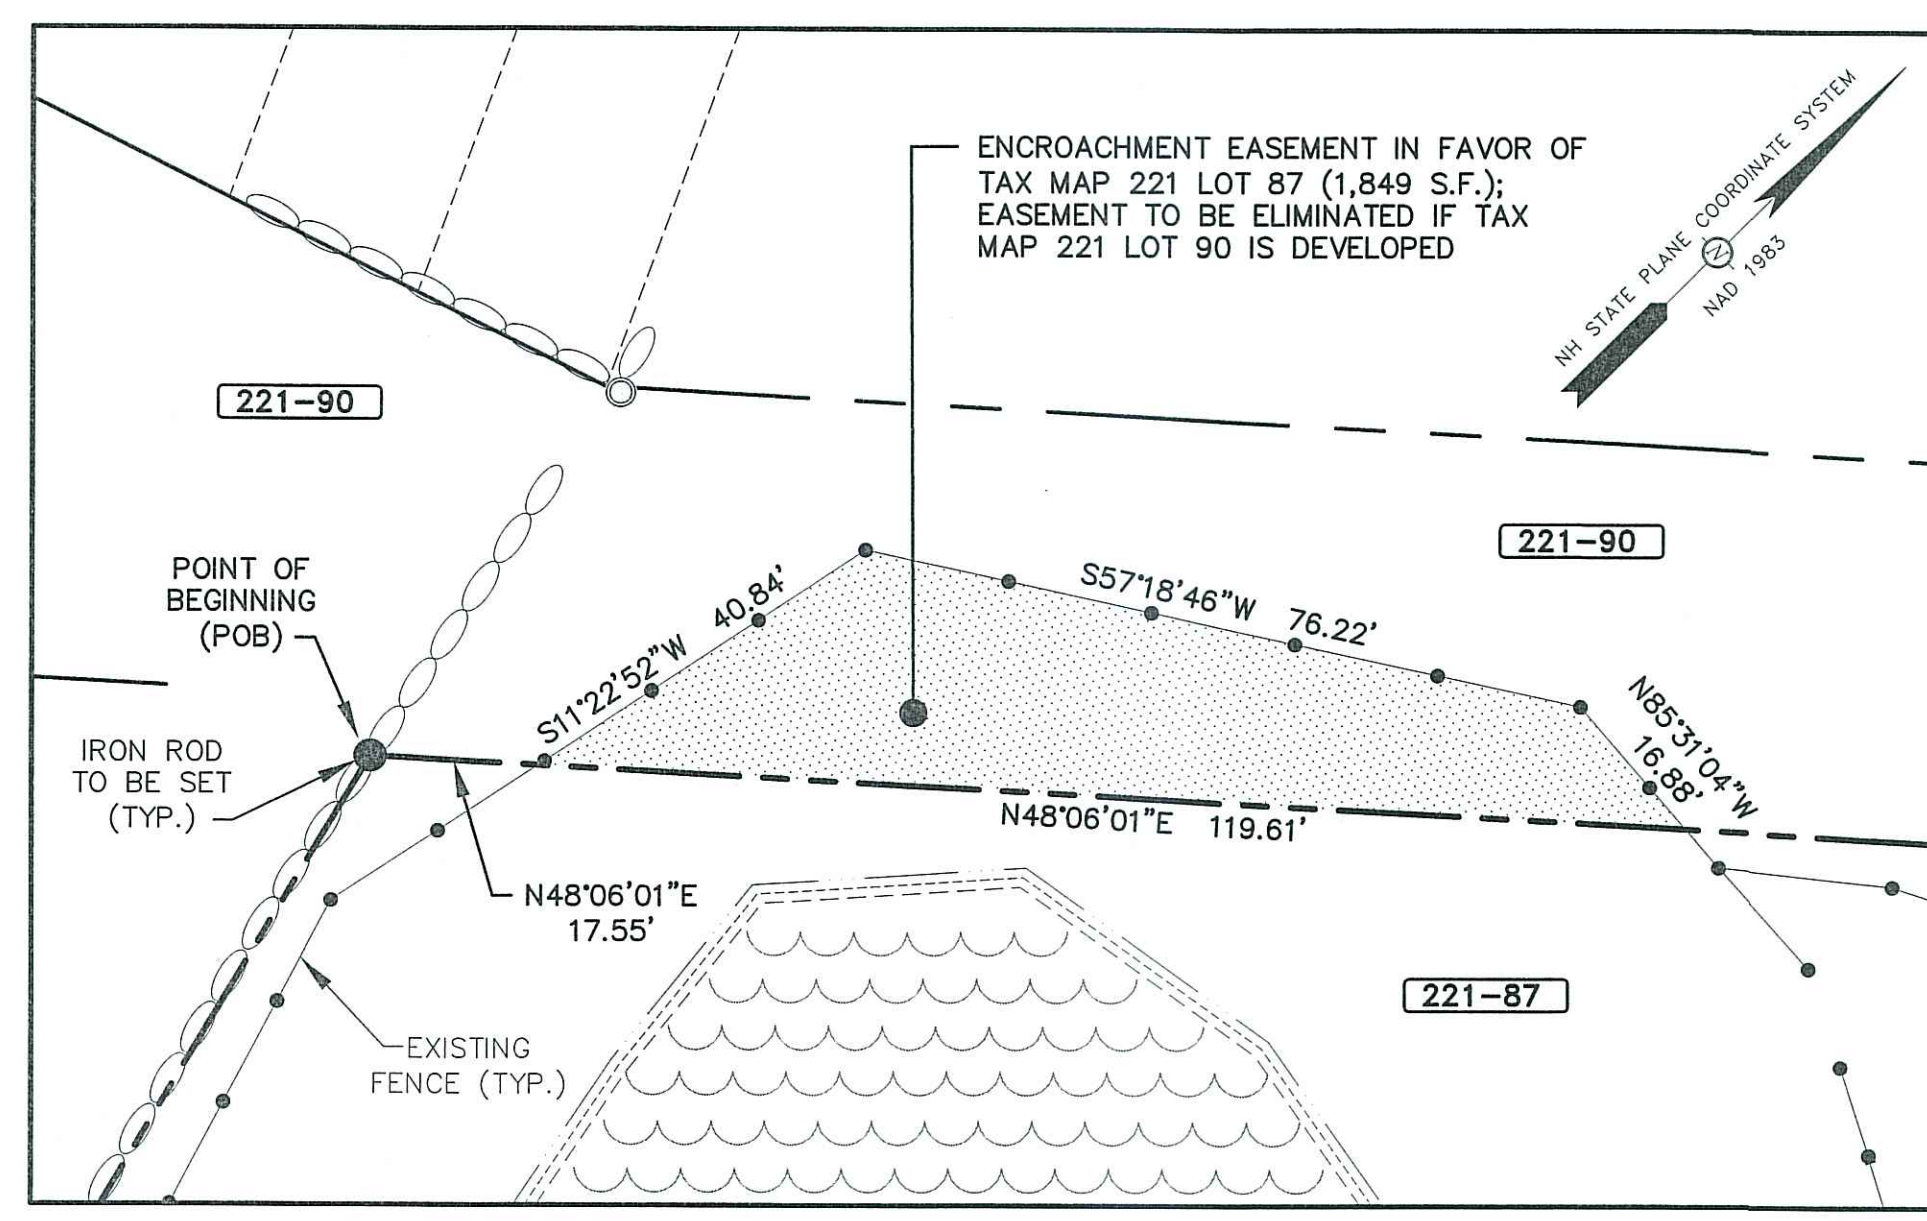 ENCROACHMENT EASEMENT IN FAVOR OF
TAX MAP 221 LOT 87 (1,849 S.F.);
EASEMENT TO BE ELIMINATED IF TAX
MAP 221 LOT 90 IS DEVELOPED
NH STATE PLANE COORDINATE SYSTEM
N
NAD 1983
221-90
221-90
POINT OF
BEGINNING
(POB)
S11°22'52"W 40.84'
S57°18'46"W 76.22'
N85°31'04"W
16.88'
IRON ROD
TO BE SET
(TYP.)
N48°06'01"E 119.61'
N48°06'01"E
17.55'
221-87
EXISTING
FENCE (TYP.)